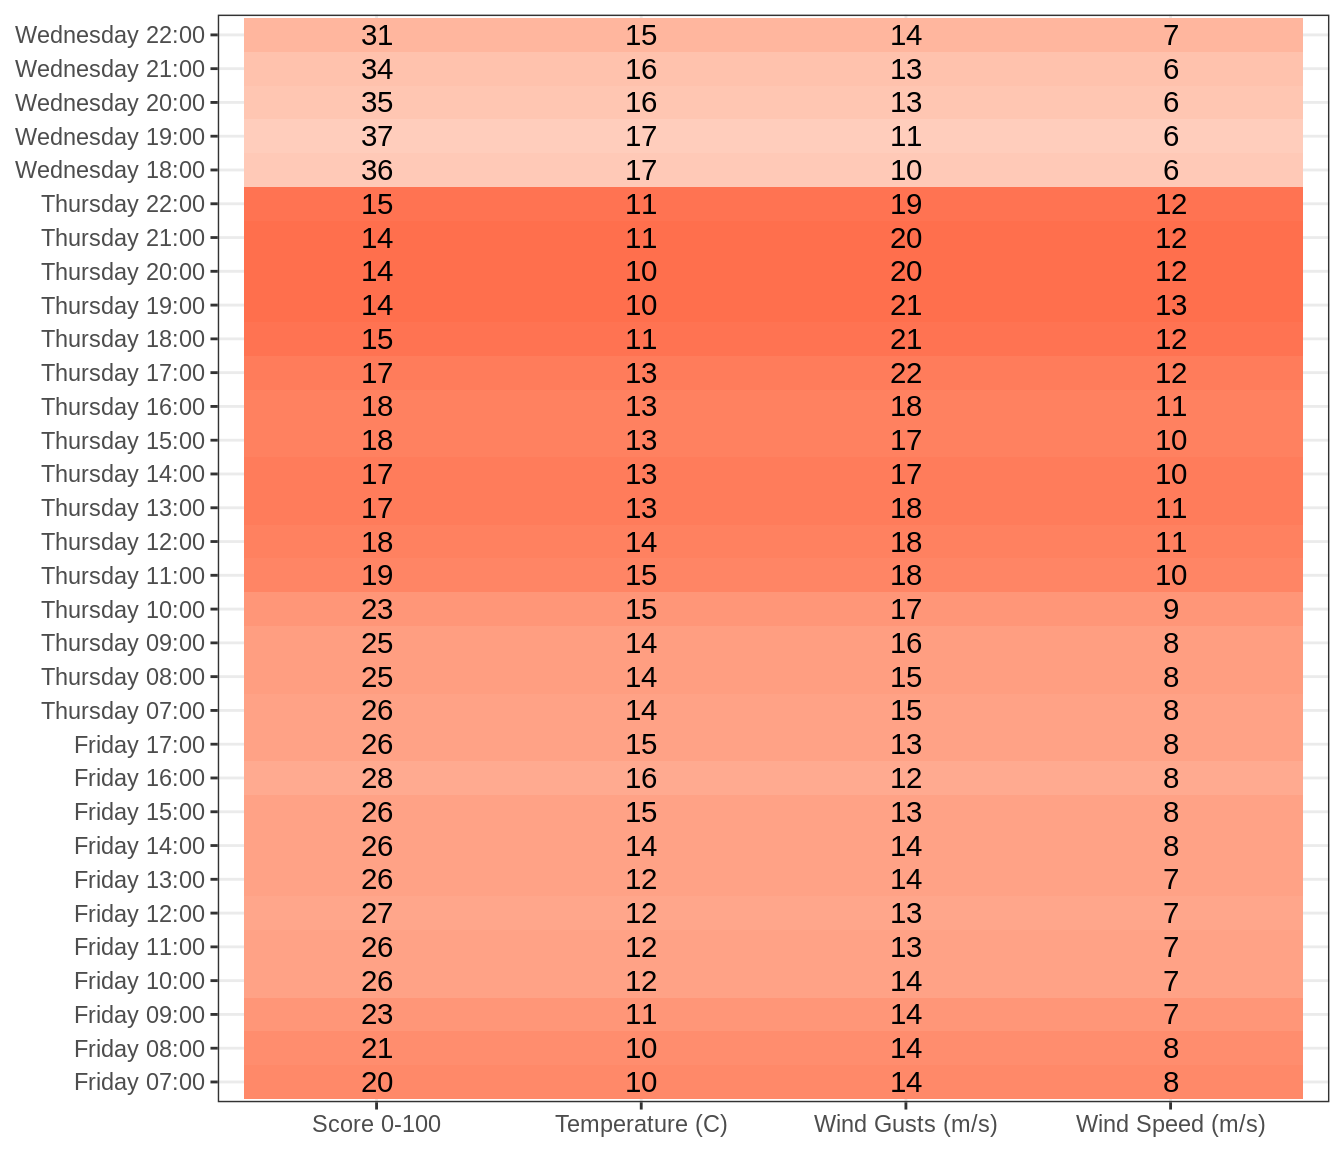 Wednesday 22:00 31 15 14 7
Wednesday 21:00 34 16 13 6
Wednesday 20:00 35 16 13 6
Wednesday 19:00 37 17 11 6
Wednesday 18:00 36 17 10 6
Thursday 22:00 15 11 19 12
Thursday 21:00 14 11 20 12
Thursday 20:00 14 10 20 12
Thursday 19:00 14 10 21 13
Thursday 18:00 15 11 21 12
Thursday 17:00 17 13 22 12
Thursday 16:00 18 13 18 11
Thursday 15:00 18 13 17 10
Thursday 14:00 17 13 17 10
Thursday 13:00 17 13 18 11
Thursday 12:00 18 14 18 11
Thursday 11:00 19 15 18 10
Thursday 10:00 23 15 17 9
Thursday 09:00 25 14 16 8
Thursday 08:00 25 14 15 8
Thursday 07:00 26 14 15 8
Friday 17:00 26 15 13 8
Friday 16:00 28 16 12 8
Friday 15:00 26 15 13 8
Friday 14:00 26 14 14 8
Friday 13:00 26 12 14 7
Friday 12:00 27 12 13 7
Friday 11:00 26 12 13 7
Friday 10:00 26 12 14 7
Friday 09:00 23 11 14 7
Friday 08:00 21 10 14 8
Friday 07:00 20 10 14 8
Score 0-100 Temperature (C) Wind Gusts (m/s) Wind Speed (m/s)